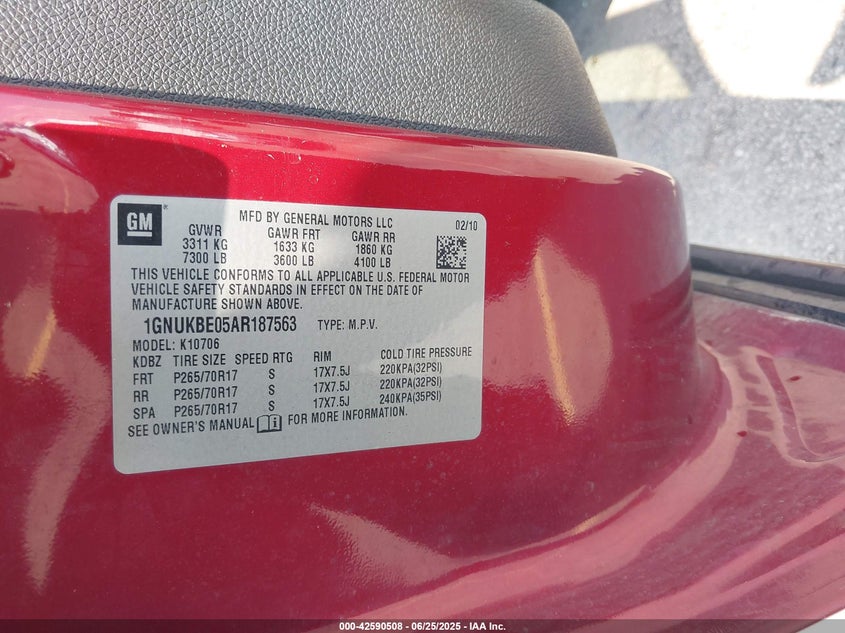 GM
MFD BY GENERAL MOTORS LLC 02/10
GVWR GAWR FRT GAWR RR
3311 KG 1633 KG 1860 KG
7300 LB 3600 LB 4100 LB
THIS VEHICLE CONFORMS TO ALL APPLICABLE U.S. FEDERAL MOTOR
VEHICLE SAFETY STANDARDS IN EFFECT ON THE DATE OF
MANUFACTURE SHOWN ABOVE.
1GNUKBE05AR187563 TYPE: M.P.V.
MODEL: K10706
KDBZ TIRE SIZE SPEED RTG RIM COLD TIRE PRESSURE
FRT P265/70R17 S 17X7.5J 220KPA(32PSI)
RR P265/70R17 S 17X7.5J 220KPA(32PSI)
SPA P265/70R17 S 17X7.5J 240KPA(35PSI)
SEE OWNER'S MANUAL FOR MORE INFORMATION.
000-42590508 - 06/25/2025 - IAA Inc.